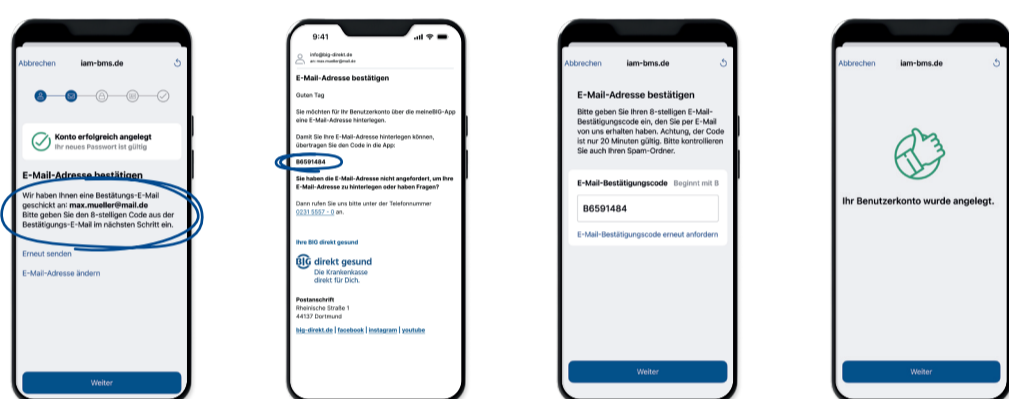 Abbrechen
iam-bms.de
Konto erfolgreich angelegt
Ihr neues Passwort ist gültig
E-Mail-Adresse bestätigen
Wir haben Ihnen eine Bestätungs-E-Mail
geschickt an: max.mueller@mail.de
Bitte geben Sie den 8-stelligen Code aus der
Bestätigungs-E-Mail im nächsten Schritt ein.
Erneut senden
E-Mail-Adresse ändern
Weiter
9:41
info@big-direkt.de
an: max.mueller@mail.de
E-Mail-Adresse bestätigen
Guten Tag
Sie möchten für Ihr Benutzerkonto über die meineBIG-App
eine E-Mail-Adresse hinterlegen.
Damit Sie Ihre E-Mail-Adresse hinterlegen können,
übertragen Sie den Code in die App:
B6591484
Sie haben die E-Mail-Adresse nicht angefordert, um Ihre
E-Mail-Adresse zu hinterlegen oder haben Fragen?
Dann rufen Sie uns bitte unter der Telefonnummer
0231 5557 - 0 an.
Ihre BIG direkt gesund
BIG direkt gesund
Die Krankenkasse
direkt für Dich.
Postanschrift
Rheinische Straße 1
44137 Dortmund
big-direkt.de | facebook | instagram | youtube
Abbrechen
iam-bms.de
E-Mail-Adresse bestätigen
Bitte geben Sie Ihren 8-stelligen E-Mail-
Bestätigungscode ein, den Sie per E-Mail
von uns erhalten haben. Achtung, der Code
ist nur 20 Minuten gültig. Bitte kontrollieren
Sie auch Ihren Spam-Ordner.
E-Mail-Bestätigungscode Beginnt mit B
B6591484
E-Mail-Bestätigungscode erneut anfordern
Weiter
Abbrechen
iam-bms.de
Ihr Benutzerkonto wurde angelegt.
Weiter